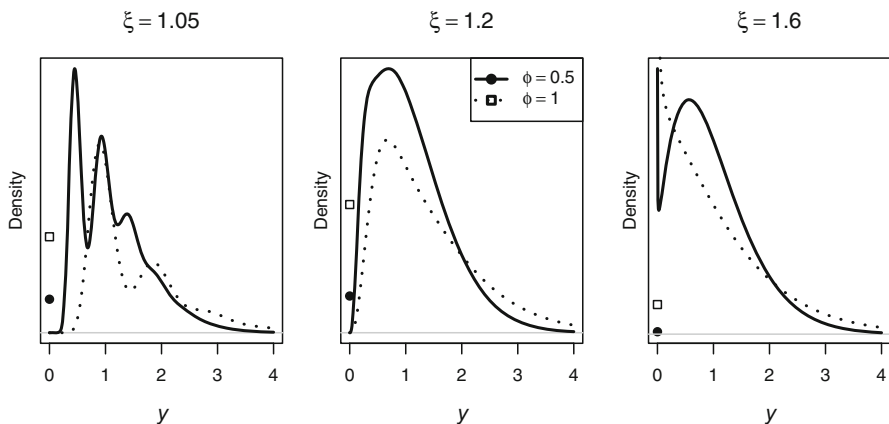 ξ = 1.05
ξ = 1.2
ξ = 1.6
Density
0 1 2 3 4
y
Density
φ = 0.5
φ = 1
0 1 2 3 4
y
Density
0 1 2 3 4
y